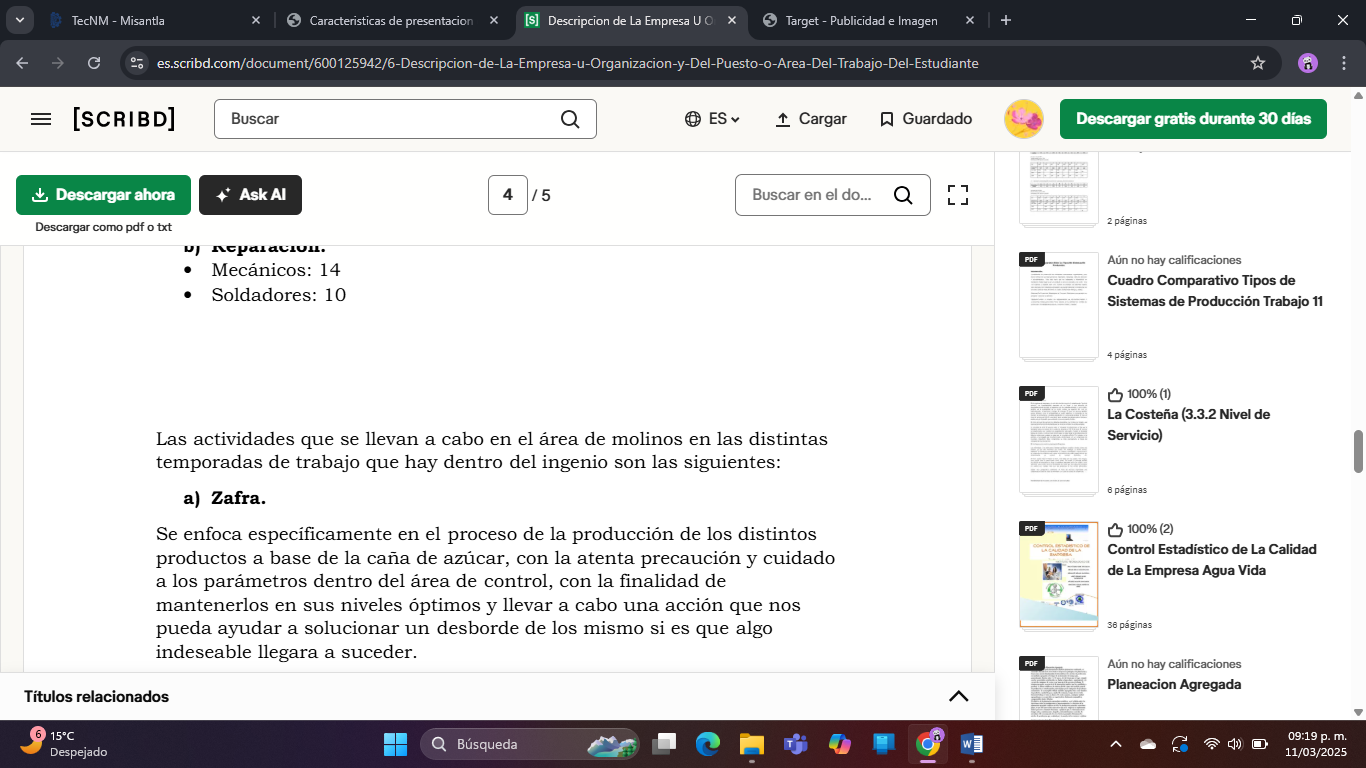 TecNM - Misantla
Caracteristicas de presentacion
Descripcion de La Empresa U O
Target - Publicidad e Imagen
es.scribd.com/document/600125942/6-Descripcion-de-La-Empresa-u-Organizacion-y-Del-Puesto-o-Area-Del-Trabajo-Del-Estudiante
[SCRIBD]
Buscar
ES
Cargar
Guardado
Descargar gratis durante 30 días
Descargar ahora
Ask AI
4 / 5
Buscar en el do...
Descargar como pdf o txt
b) Reparación.
• Mecánicos: 14
• Soldadores: 10
Las actividades que se llevan a cabo en el área de molinos en las distintas
temporadas de trabajo que hay dentro del ingenio son las siguientes:
a) Zafra.
Se enfoca específicamente en el proceso de la producción de los distintos
productos a base de la caña de azúcar, con la atenta precaución y cuidado
a los parámetros dentro del área de control, con la finalidad de
mantenerlos en sus niveles óptimos y llevar a cabo una acción que nos
pueda ayudar a solucionar un desborde de los mismo si es que algo
indeseable llegara a suceder.
Títulos relacionados
2 páginas
PDF
Aún no hay calificaciones
Cuadro Comparativo Tipos de
Sistemas de Producción Trabajo 11
4 páginas
PDF
100% (1)
La Costeña (3.3.2 Nivel de
Servicio)
6 páginas
PDF
CONTROL ESTADÍSTICO DE
LA CALIDAD DE LA
EMPRESA
100% (2)
Control Estadístico de La Calidad
de La Empresa Agua Vida
36 páginas
PDF
Aún no hay calificaciones
Planeacion Agregada
6
15°C
Despejado
Búsqueda
09:19 p. m.
11/03/2025